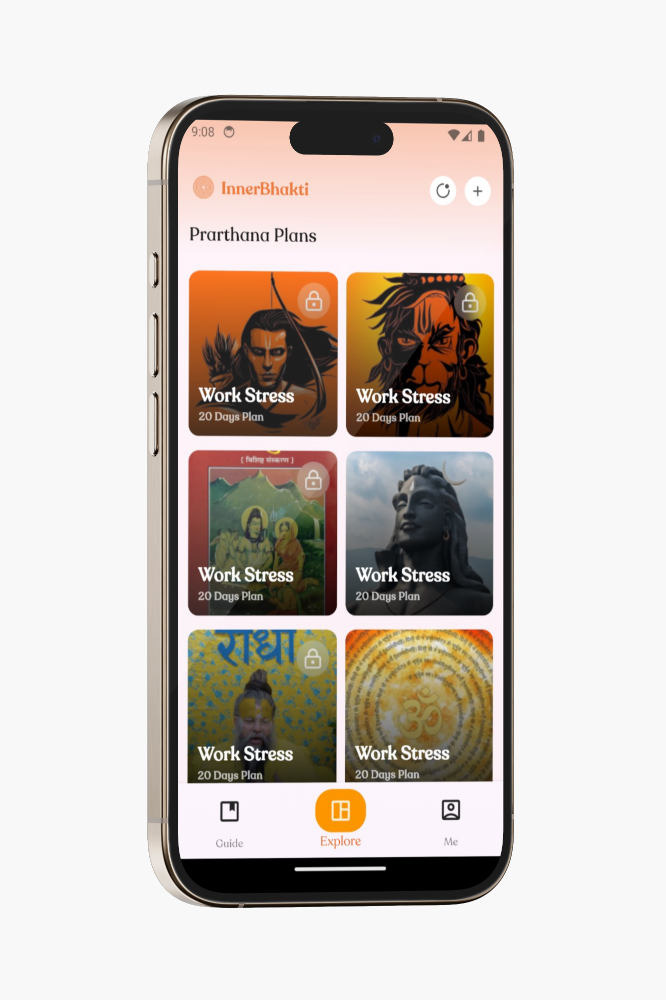 9:08
InnerBhakti
Prarthana Plans
Work Stress
20 Days Plan
Work Stress
20 Days Plan
( विशिष्ट संस्करण )
Work Stress
20 Days Plan
Work Stress
20 Days Plan
राधा
Work Stress
20 Days Plan
ॐ
Work Stress
20 Days Plan
Guide
Explore
Me